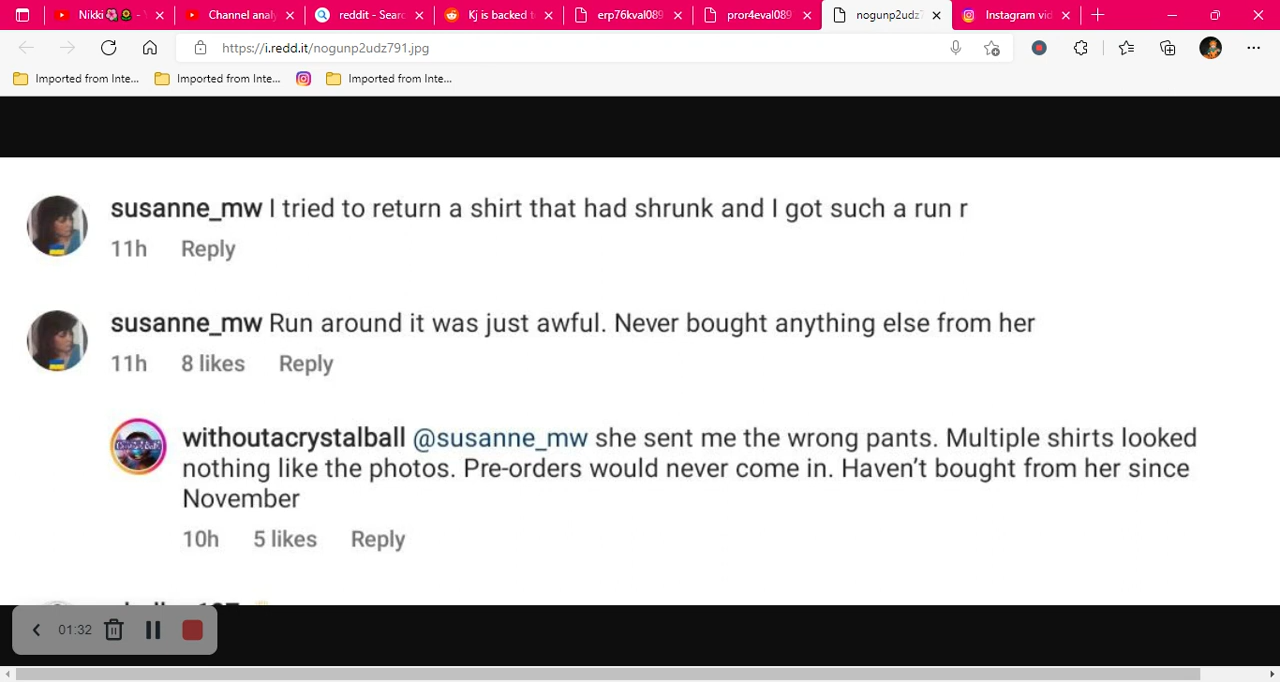 Nikki
Channel analy
reddit - Sear
Kj is backed t
erp76kval089
pror4eval089
nogunp2udz7
Instagram vid
https://i.redd.it/nogunp2udz791.jpg
Imported from Inte...
Imported from Inte...
Imported from Inte...
susanne_mw I tried to return a shirt that had shrunk and I got such a run r
11h Reply
susanne_mw Run around it was just awful. Never bought anything else from her
11h 8 likes Reply
withoutacrystalball @susanne_mw she sent me the wrong pants. Multiple shirts looked
nothing like the photos. Pre-orders would never come in. Haven’t bought from her since
November
10h 5 likes Reply
01:32